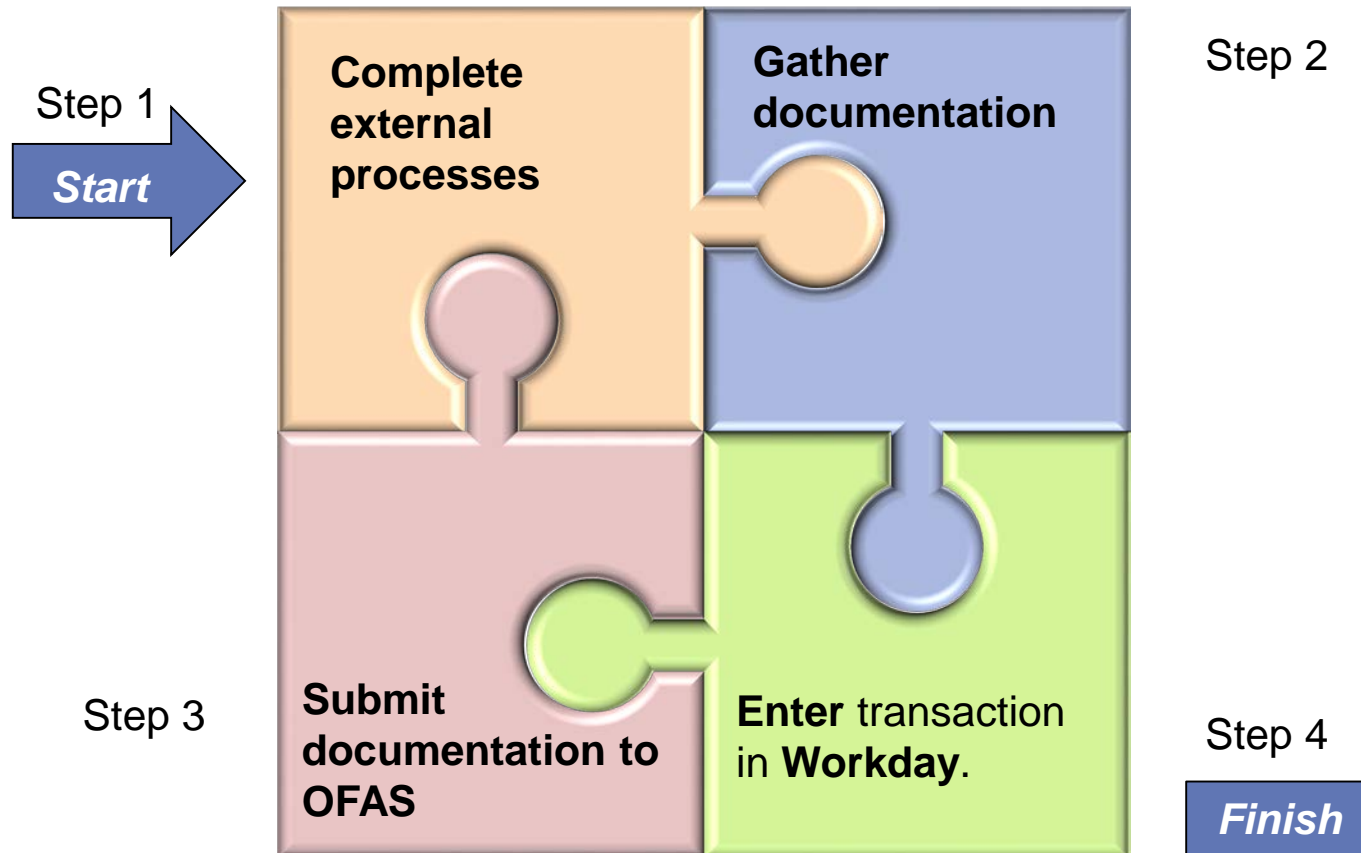 Step 1
Start
Complete
external
processes
Gather
documentation
Step 2
Step 3
Submit
documentation to
OFAS
Enter transaction
in Workday.
Step 4
Finish